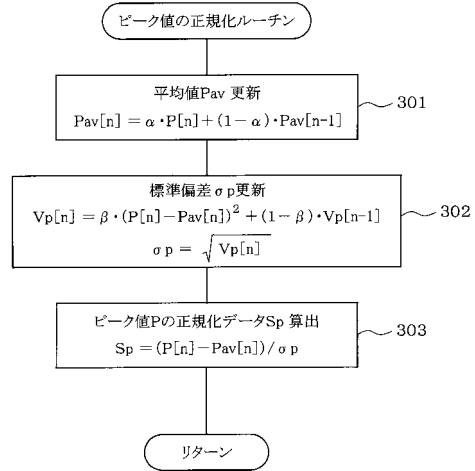 ピーク値の正規化ルーチン
平均値Pav 更新
Pav[n] = α・P[n]+(1-α)・Pav[n-1]
301
標準偏差σp更新
Vp[n] = β・(P[n]-Pav[n])² +(1-β)・Vp[n-1]
σp = √Vp[n]
302
ピーク値Pの正規化データSp 算出
Sp =(P[n]-Pav[n])/σp
303
リターン